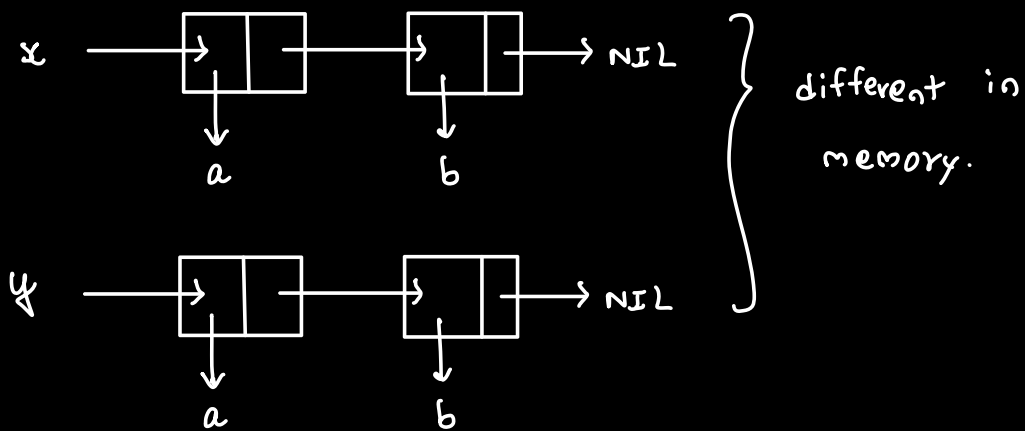 x NIL
a b
different in
memory.
y NIL
a b